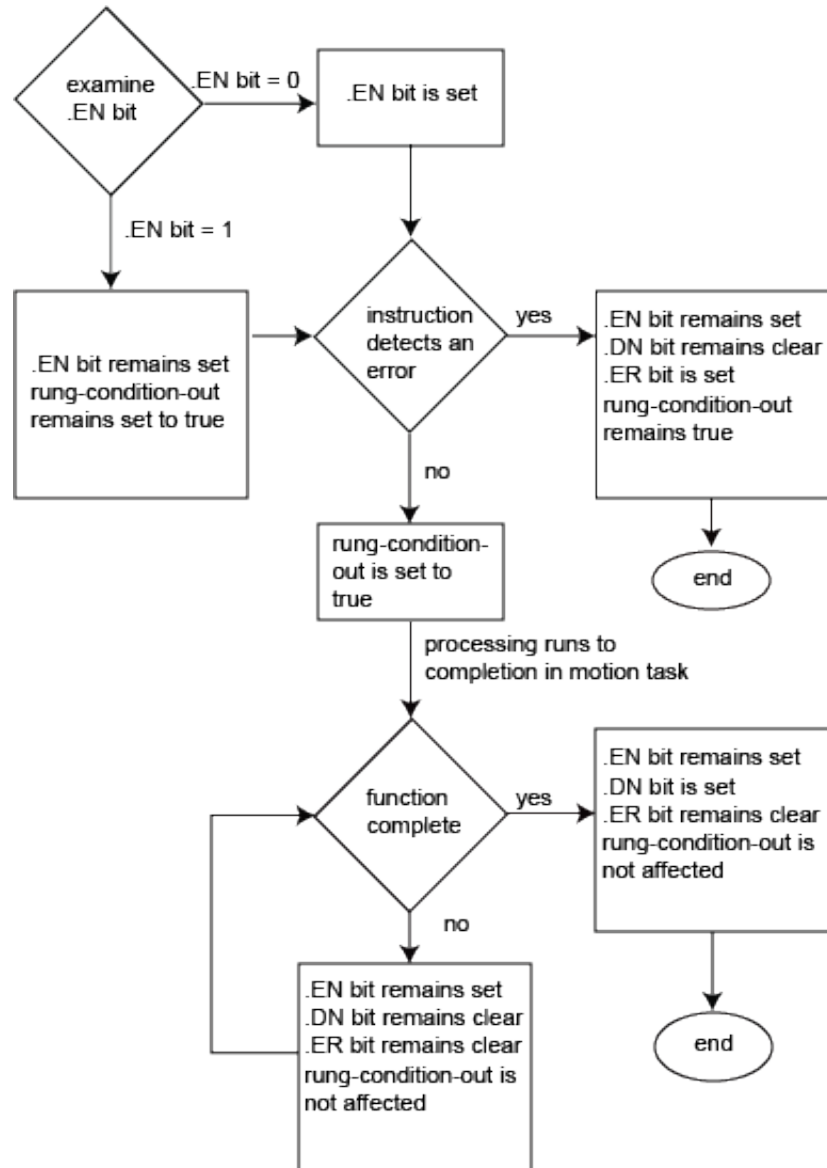 examine
.EN bit
.EN bit = 0
.EN bit is set
.EN bit = 1
.EN bit remains set
rung-condition-out
remains set to true
instruction
detects an
error
yes
.EN bit remains set
.DN bit remains clear
.ER bit is set
rung-condition-out
remains true
end
no
rung-condition-
out is set to
true
processing runs to
completion in motion task
function
complete
yes
.EN bit remains set
.DN bit is set
.ER bit remains clear
rung-condition-out is
not affected
end
no
.EN bit remains set
.DN bit remains clear
.ER bit remains clear
rung-condition-out is
not affected